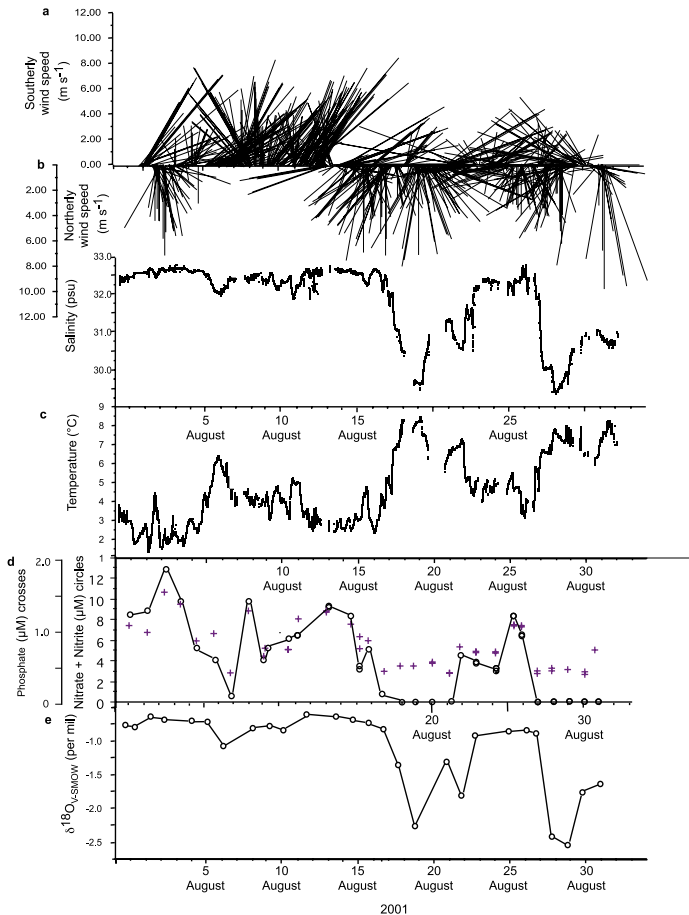 a
12.00
10.00
8.00
6.00
4.00
2.00
0.00
Southerly
wind speed
(m s-1)
b
2.00
4.00
6.00
8.00
10.00
12.00
Northerly
wind speed
(m s-1)
33.0
32.0
31.0
30.0
29
Salinity (psu)
5 10 15 20 25
August August August August
c
8
7
6
5
4
3
2
1
Temperature (°C)
10 15 20 25 30
August August August August August
d
2.0
1.0
0
Phosphate (μM) crosses
12
10
8
6
4
2
0
Nitrate + Nitrite (μM) circles
20 30
August August
e
-1.0
-1.5
-2.0
-2.5
δ18OV-SMOW (per mil)
5 10 15 20 25 30
August August August August August August
2001